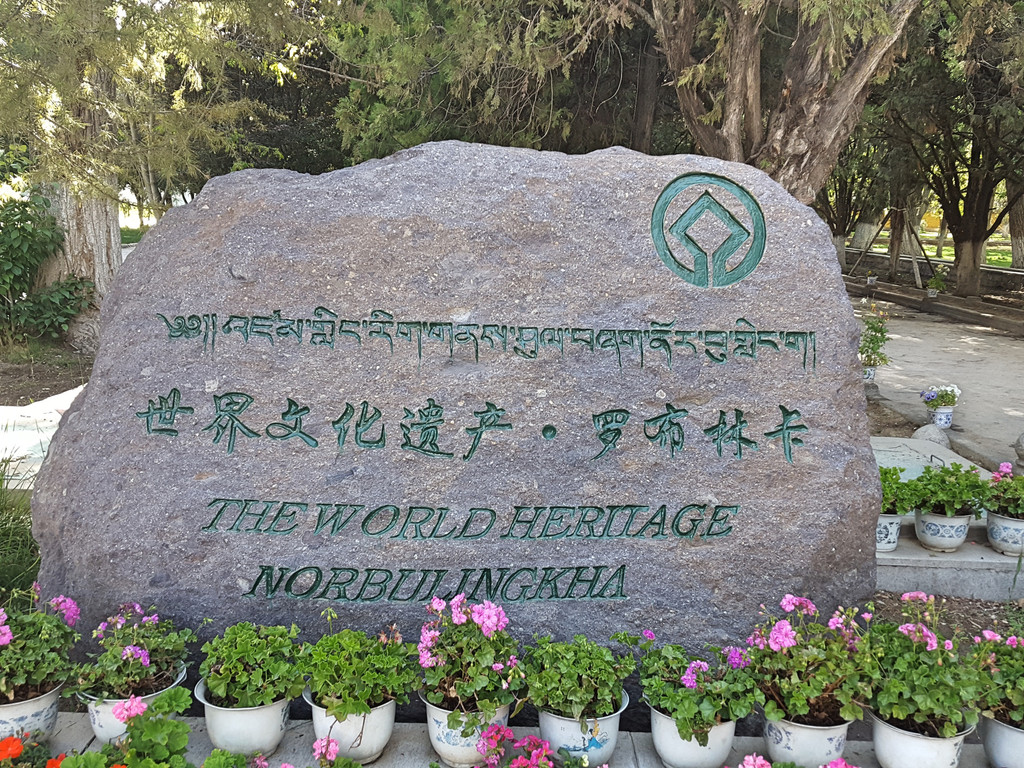 ༄༅།། འཛམ་གླིང་རིག་གནས་ཤུལ་བཞག་ནོར་བུ་གླིང་ག།
世界文化遗产·罗布林卡
THE WORLD HERITAGE
NORBULINGKHA